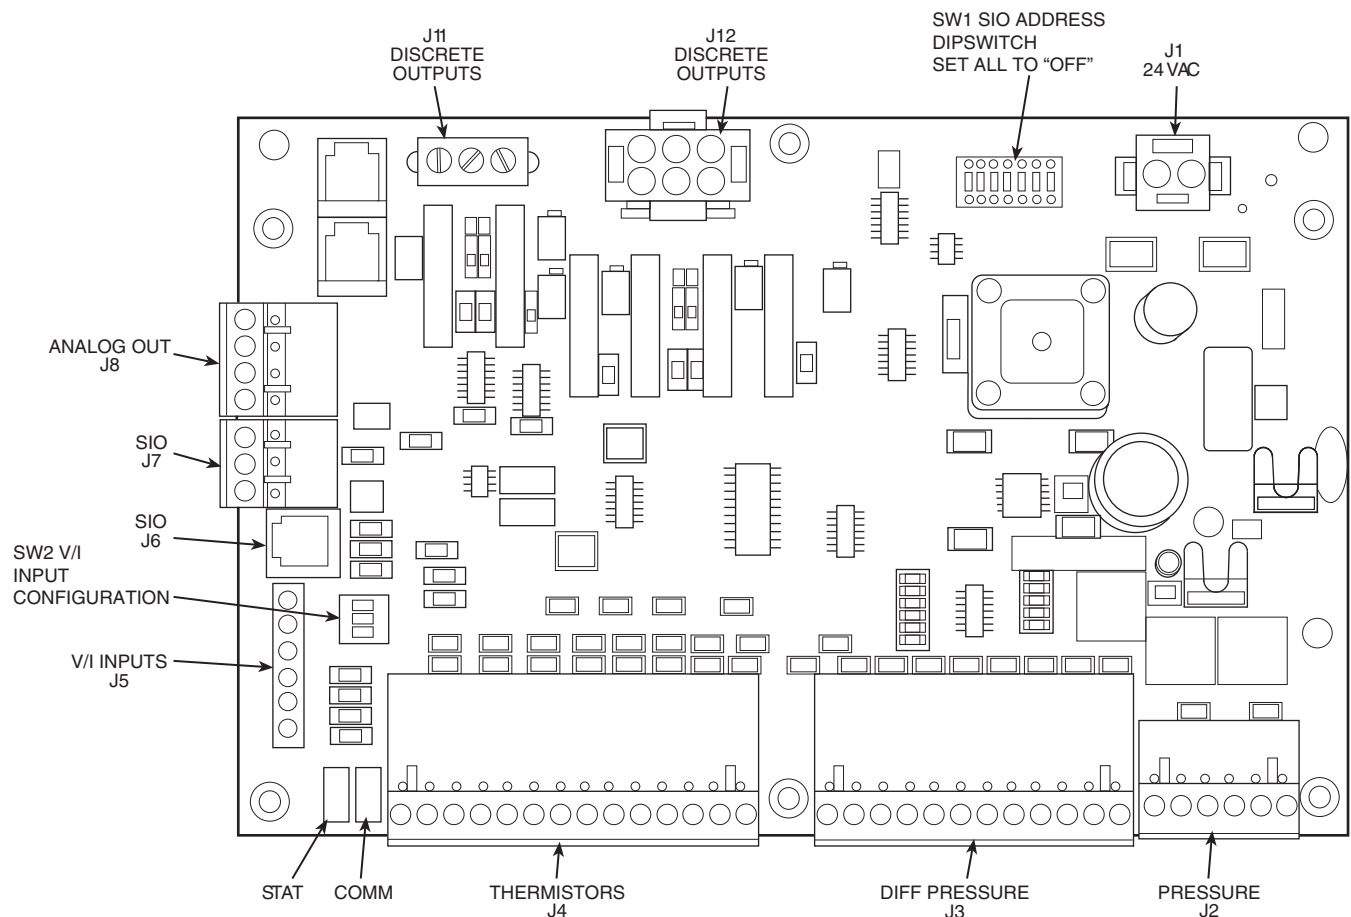 J11
DISCRETE
OUTPUTS
J12
DISCRETE
OUTPUTS
SW1 SIO ADDRESS
DIPSWITCH
SET ALL TO “OFF”
J1
24 VAC
ANALOG OUT
J8
SIO
J7
SIO
J6
SW2 V/I
INPUT
CONFIGURATION
V/I INPUTS
J5
STAT
COMM
THERMISTORS
J4
DIFF PRESSURE
J3
PRESSURE
J2